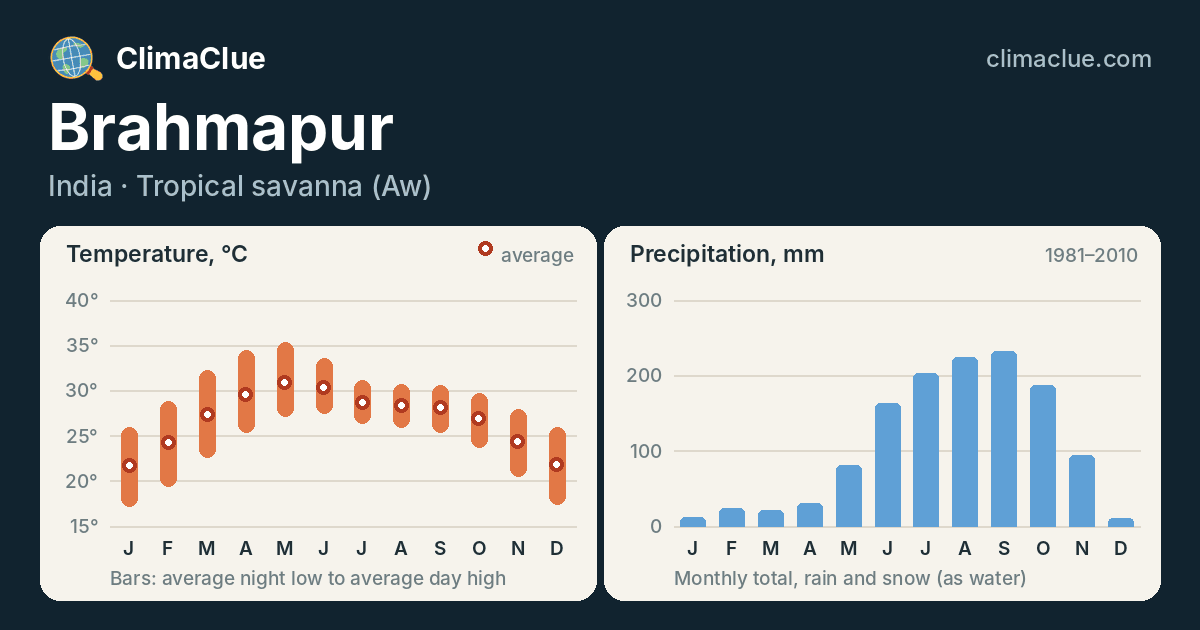 ClimaClue
climaclue.com
Brahmapur
India · Tropical savanna (Aw)
Temperature, °C
average
40°
35°
30°
25°
20°
15°
J F M A M J J A S O N D
Bars: average night low to average day high
Precipitation, mm
1981–2010
300
200
100
0
J F M A M J J A S O N D
Monthly total, rain and snow (as water)